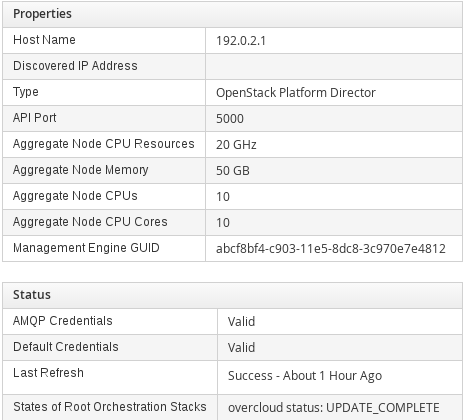 Properties
Host Name 192.0.2.1
Discovered IP Address
Type OpenStack Platform Director
API Port 5000
Aggregate Node CPU Resources 20 GHz
Aggregate Node Memory 50 GB
Aggregate Node CPUs 10
Aggregate Node CPU Cores 10
Management Engine GUID abcf8bf4-c903-11e5-8dc8-3c970e7e4812
Status
AMQP Credentials Valid
Default Credentials Valid
Last Refresh Success - About 1 Hour Ago
States of Root Orchestration Stacks overcloud status: UPDATE_COMPLETE